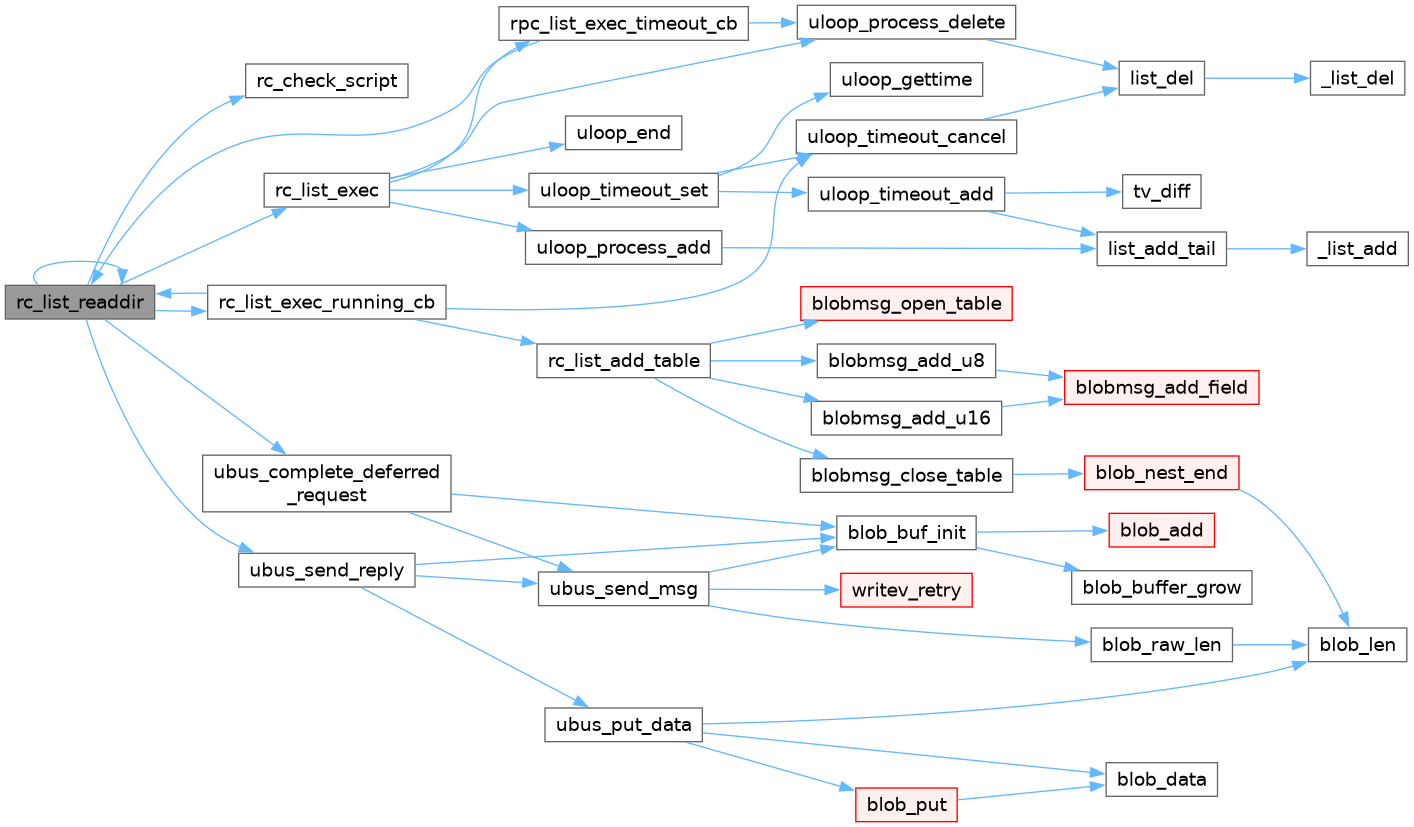 rpc_list_exec_timeout_cb
uloop_process_delete
rc_check_script
uloop_gettime
list_del
_list_del
uloop_end
uloop_timeout_cancel
rc_list_exec
uloop_timeout_set
uloop_timeout_add
tv_diff
uloop_process_add
list_add_tail
_list_add
rc_list_readdir
rc_list_exec_running_cb
blobmsg_open_table
rc_list_add_table
blobmsg_add_u8
blobmsg_add_field
blobmsg_add_u16
blobmsg_close_table
blob_nest_end
ubus_complete_deferred
_request
blob_buf_init
blob_add
ubus_send_reply
ubus_send_msg
writev_retry
blob_buffer_grow
blob_raw_len
blob_len
ubus_put_data
blob_data
blob_put